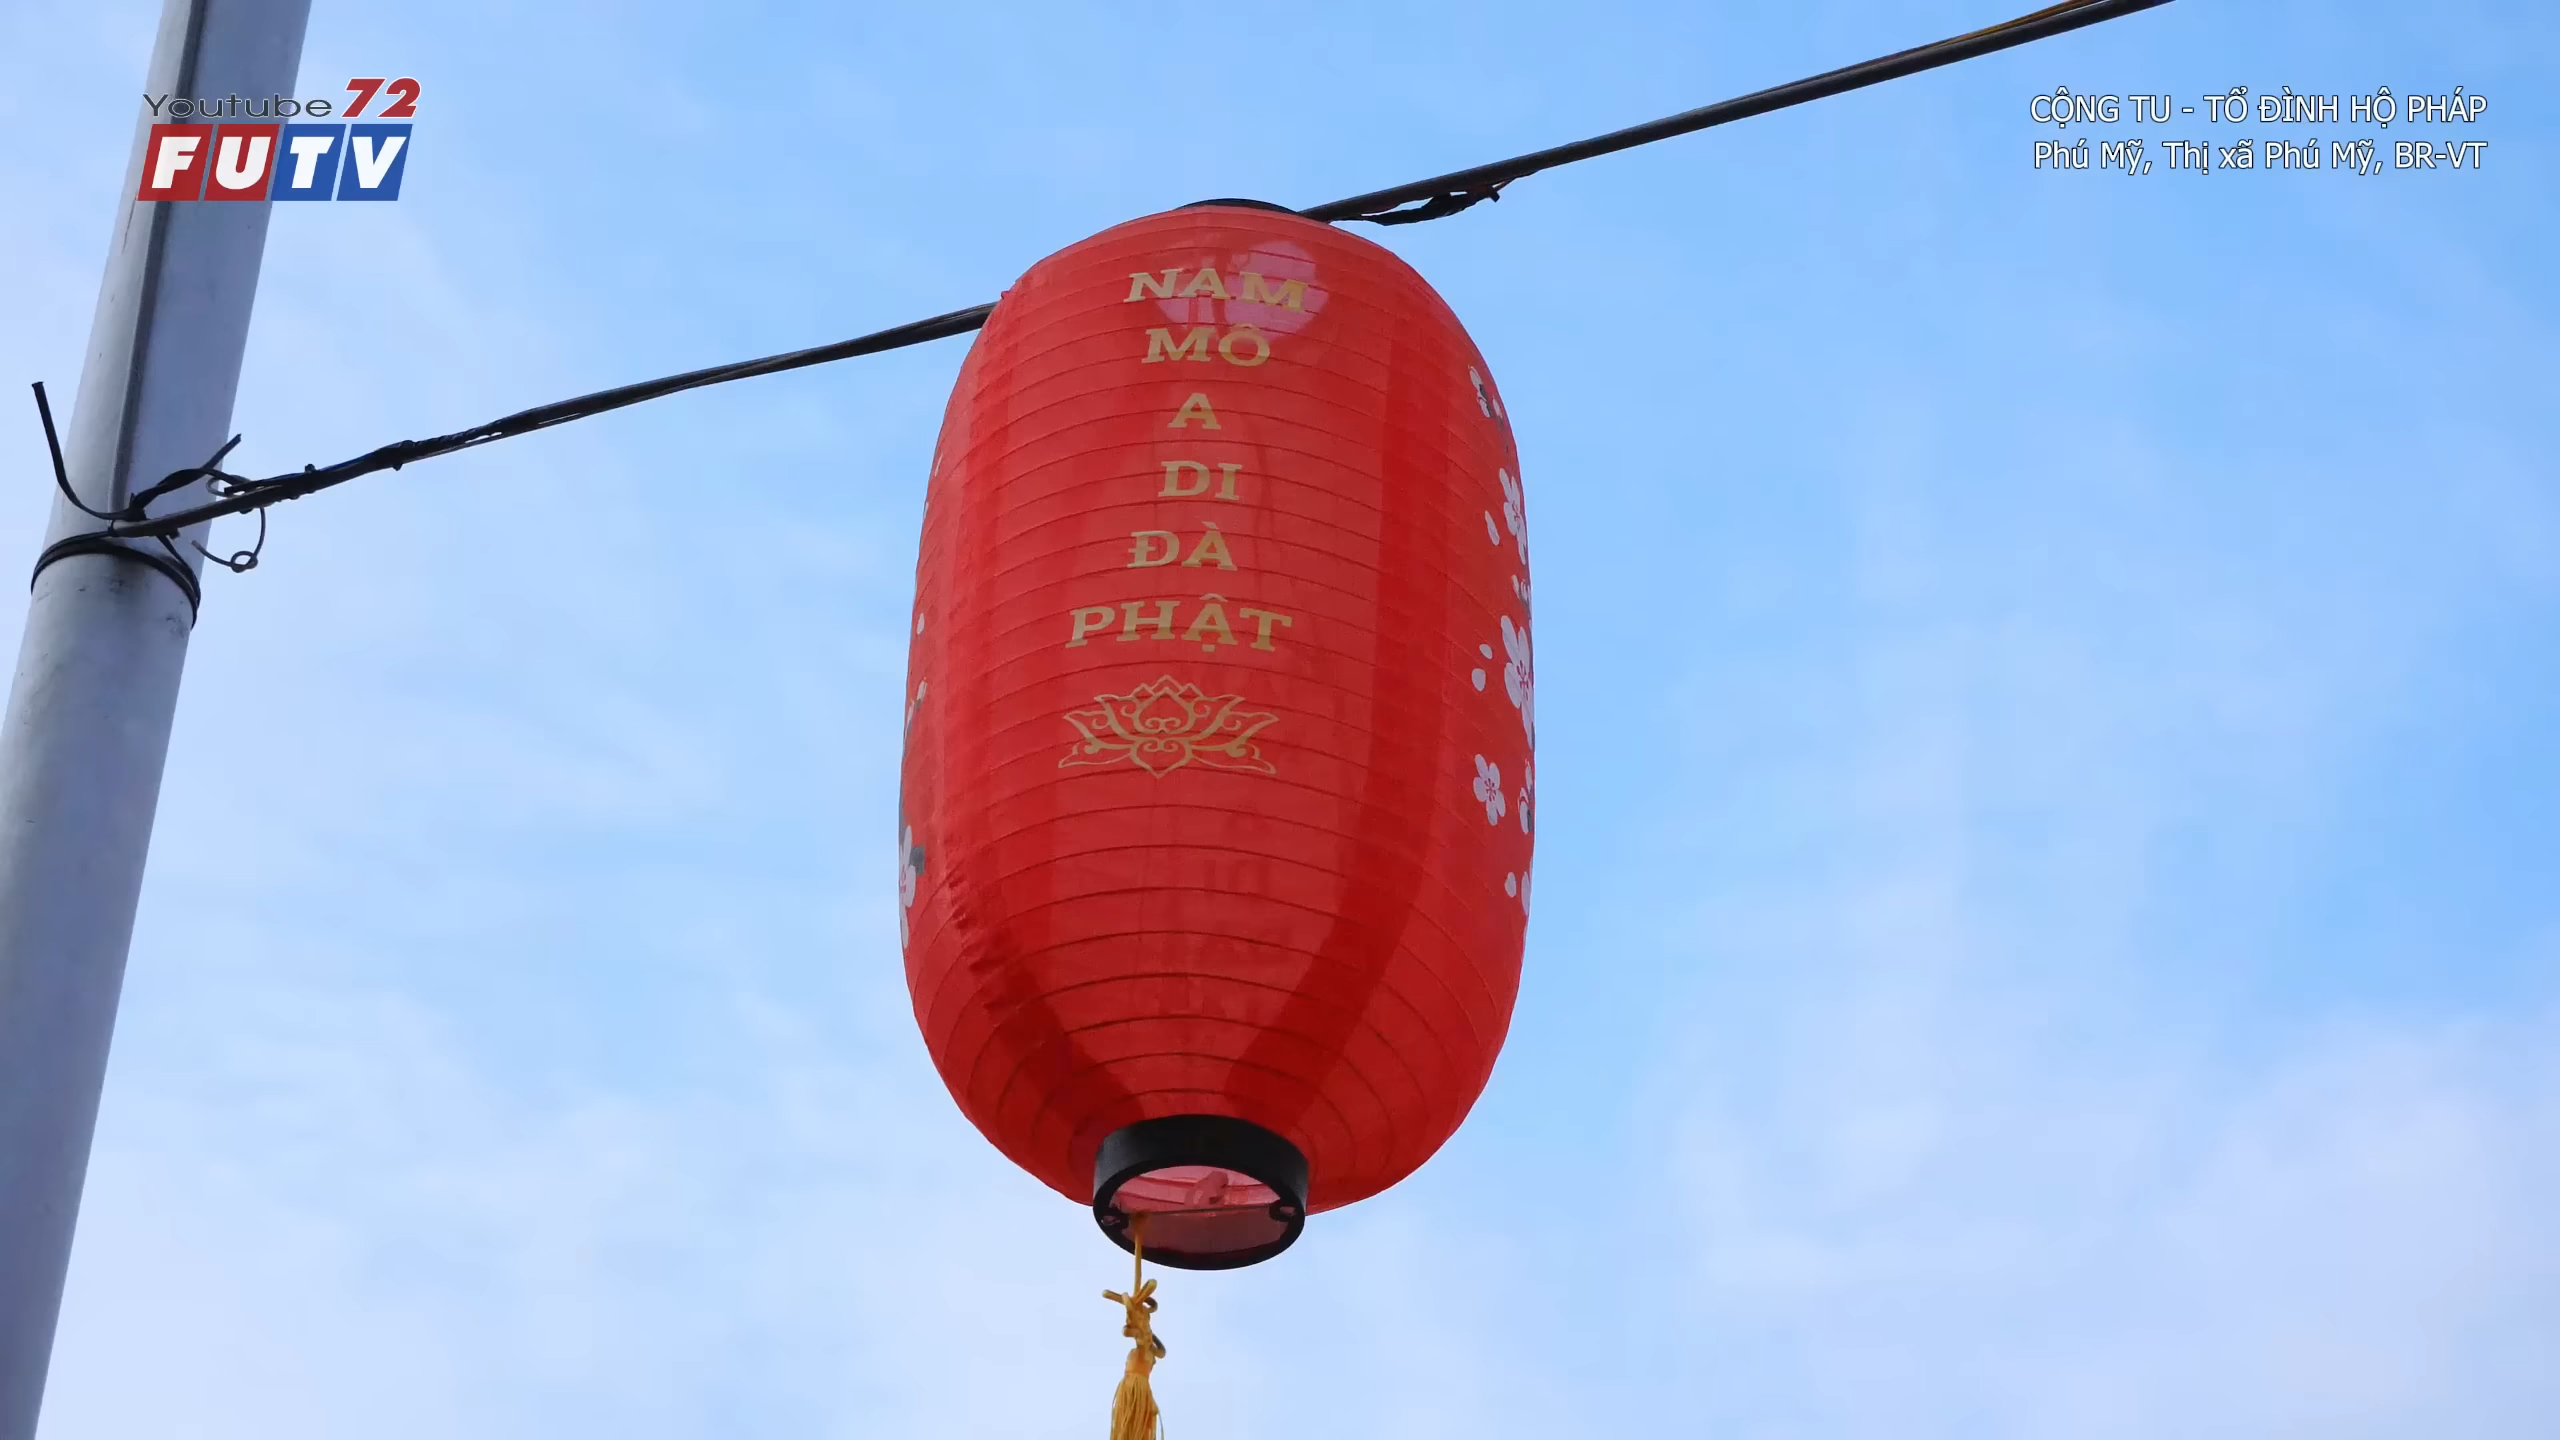 Youtube 72
FUTV
CỘNG TU - TỔ ĐÌNH HỘ PHÁP
Phú Mỹ, Thị xã Phú Mỹ, BR-VT
NAM
MÔ
A
DI
ĐÀ
PHẬT